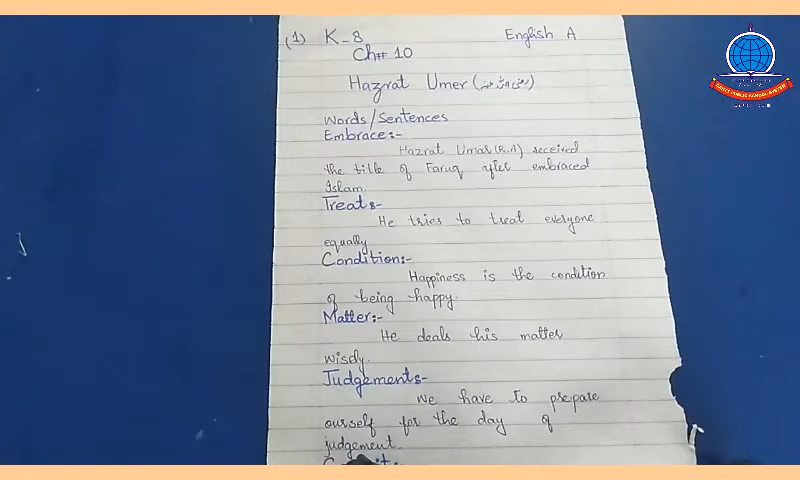 (1) K-8 English A
Ch# 10
Hazrat Umer (رضی اللہ عنہ)
Words/Sentences
Embrace:-
Hazrat Umar (R.A) received
the title of Faruq after embraced
Islam.
Treat:-
He tries to treat everyone
equally
Condition:-
Happiness is the condition
of being happy.
Matter:-
He deals his matter
wisely.
Judgement:-
We have to prepare
ourself for the day of
judgement.